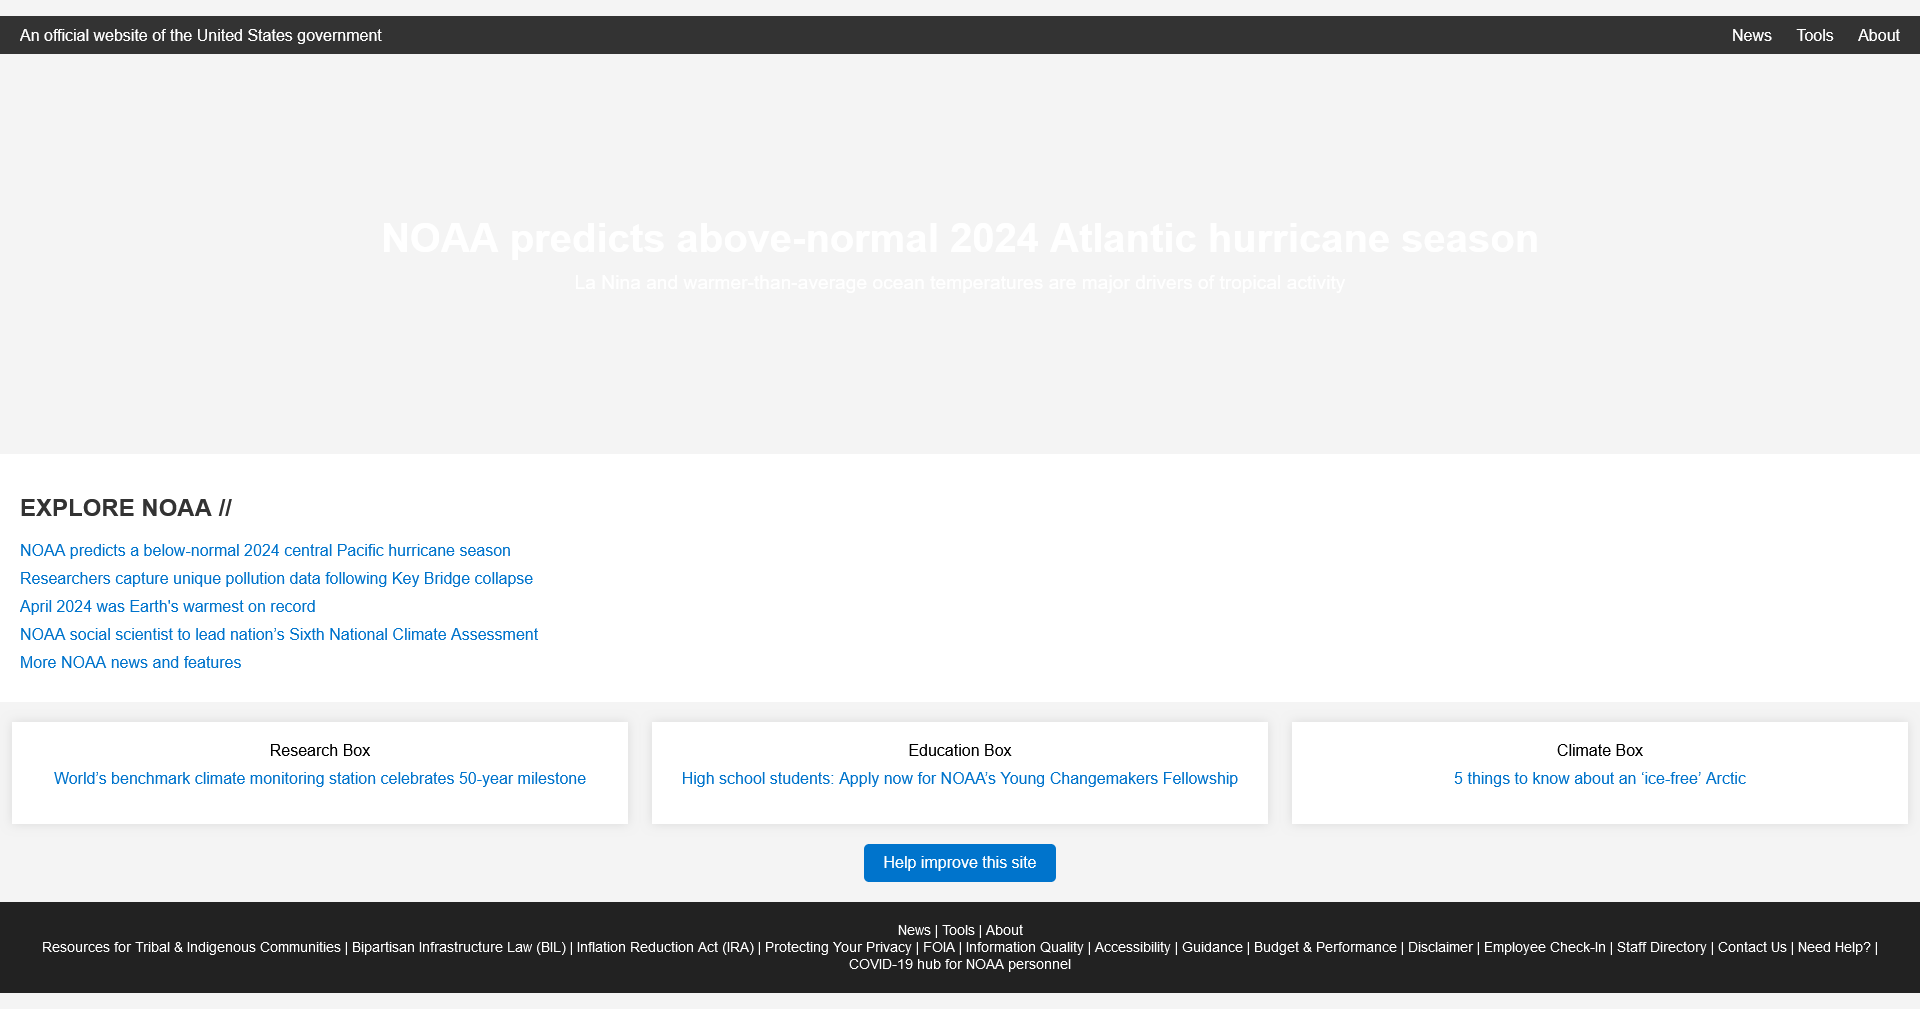 An official website of the United States government
News Tools About
NOAA predicts above-normal 2024 Atlantic hurricane season
La Nina and warmer-than-average ocean temperatures are major drivers of tropical activity
EXPLORE NOAA //
NOAA predicts a below-normal 2024 central Pacific hurricane season
Researchers capture unique pollution data following Key Bridge collapse
April 2024 was Earth's warmest on record
NOAA social scientist to lead nation’s Sixth National Climate Assessment
More NOAA news and features
Research Box
World’s benchmark climate monitoring station celebrates 50-year milestone
Education Box
High school students: Apply now for NOAA’s Young Changemakers Fellowship
Climate Box
5 things to know about an ‘ice-free’ Arctic
Help improve this site
News | Tools | About
Resources for Tribal & Indigenous Communities | Bipartisan Infrastructure Law (BIL) | Inflation Reduction Act (IRA) | Protecting Your Privacy | FOIA | Information Quality | Accessibility | Guidance | Budget & Performance | Disclaimer | Employee Check-In | Staff Directory | Contact Us | Need Help? |
COVID-19 hub for NOAA personnel